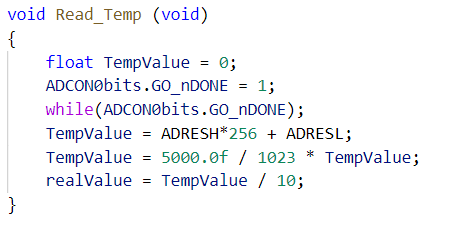 void Read_Temp (void)
{
    float TempValue = 0;
    ADCON0bits.GO_nDONE = 1;
    while(ADCON0bits.GO_nDONE);
    TempValue = ADRESH*256 + ADRESL;
    TempValue = 5000.0f / 1023 * TempValue;
    realValue = TempValue / 10;
}